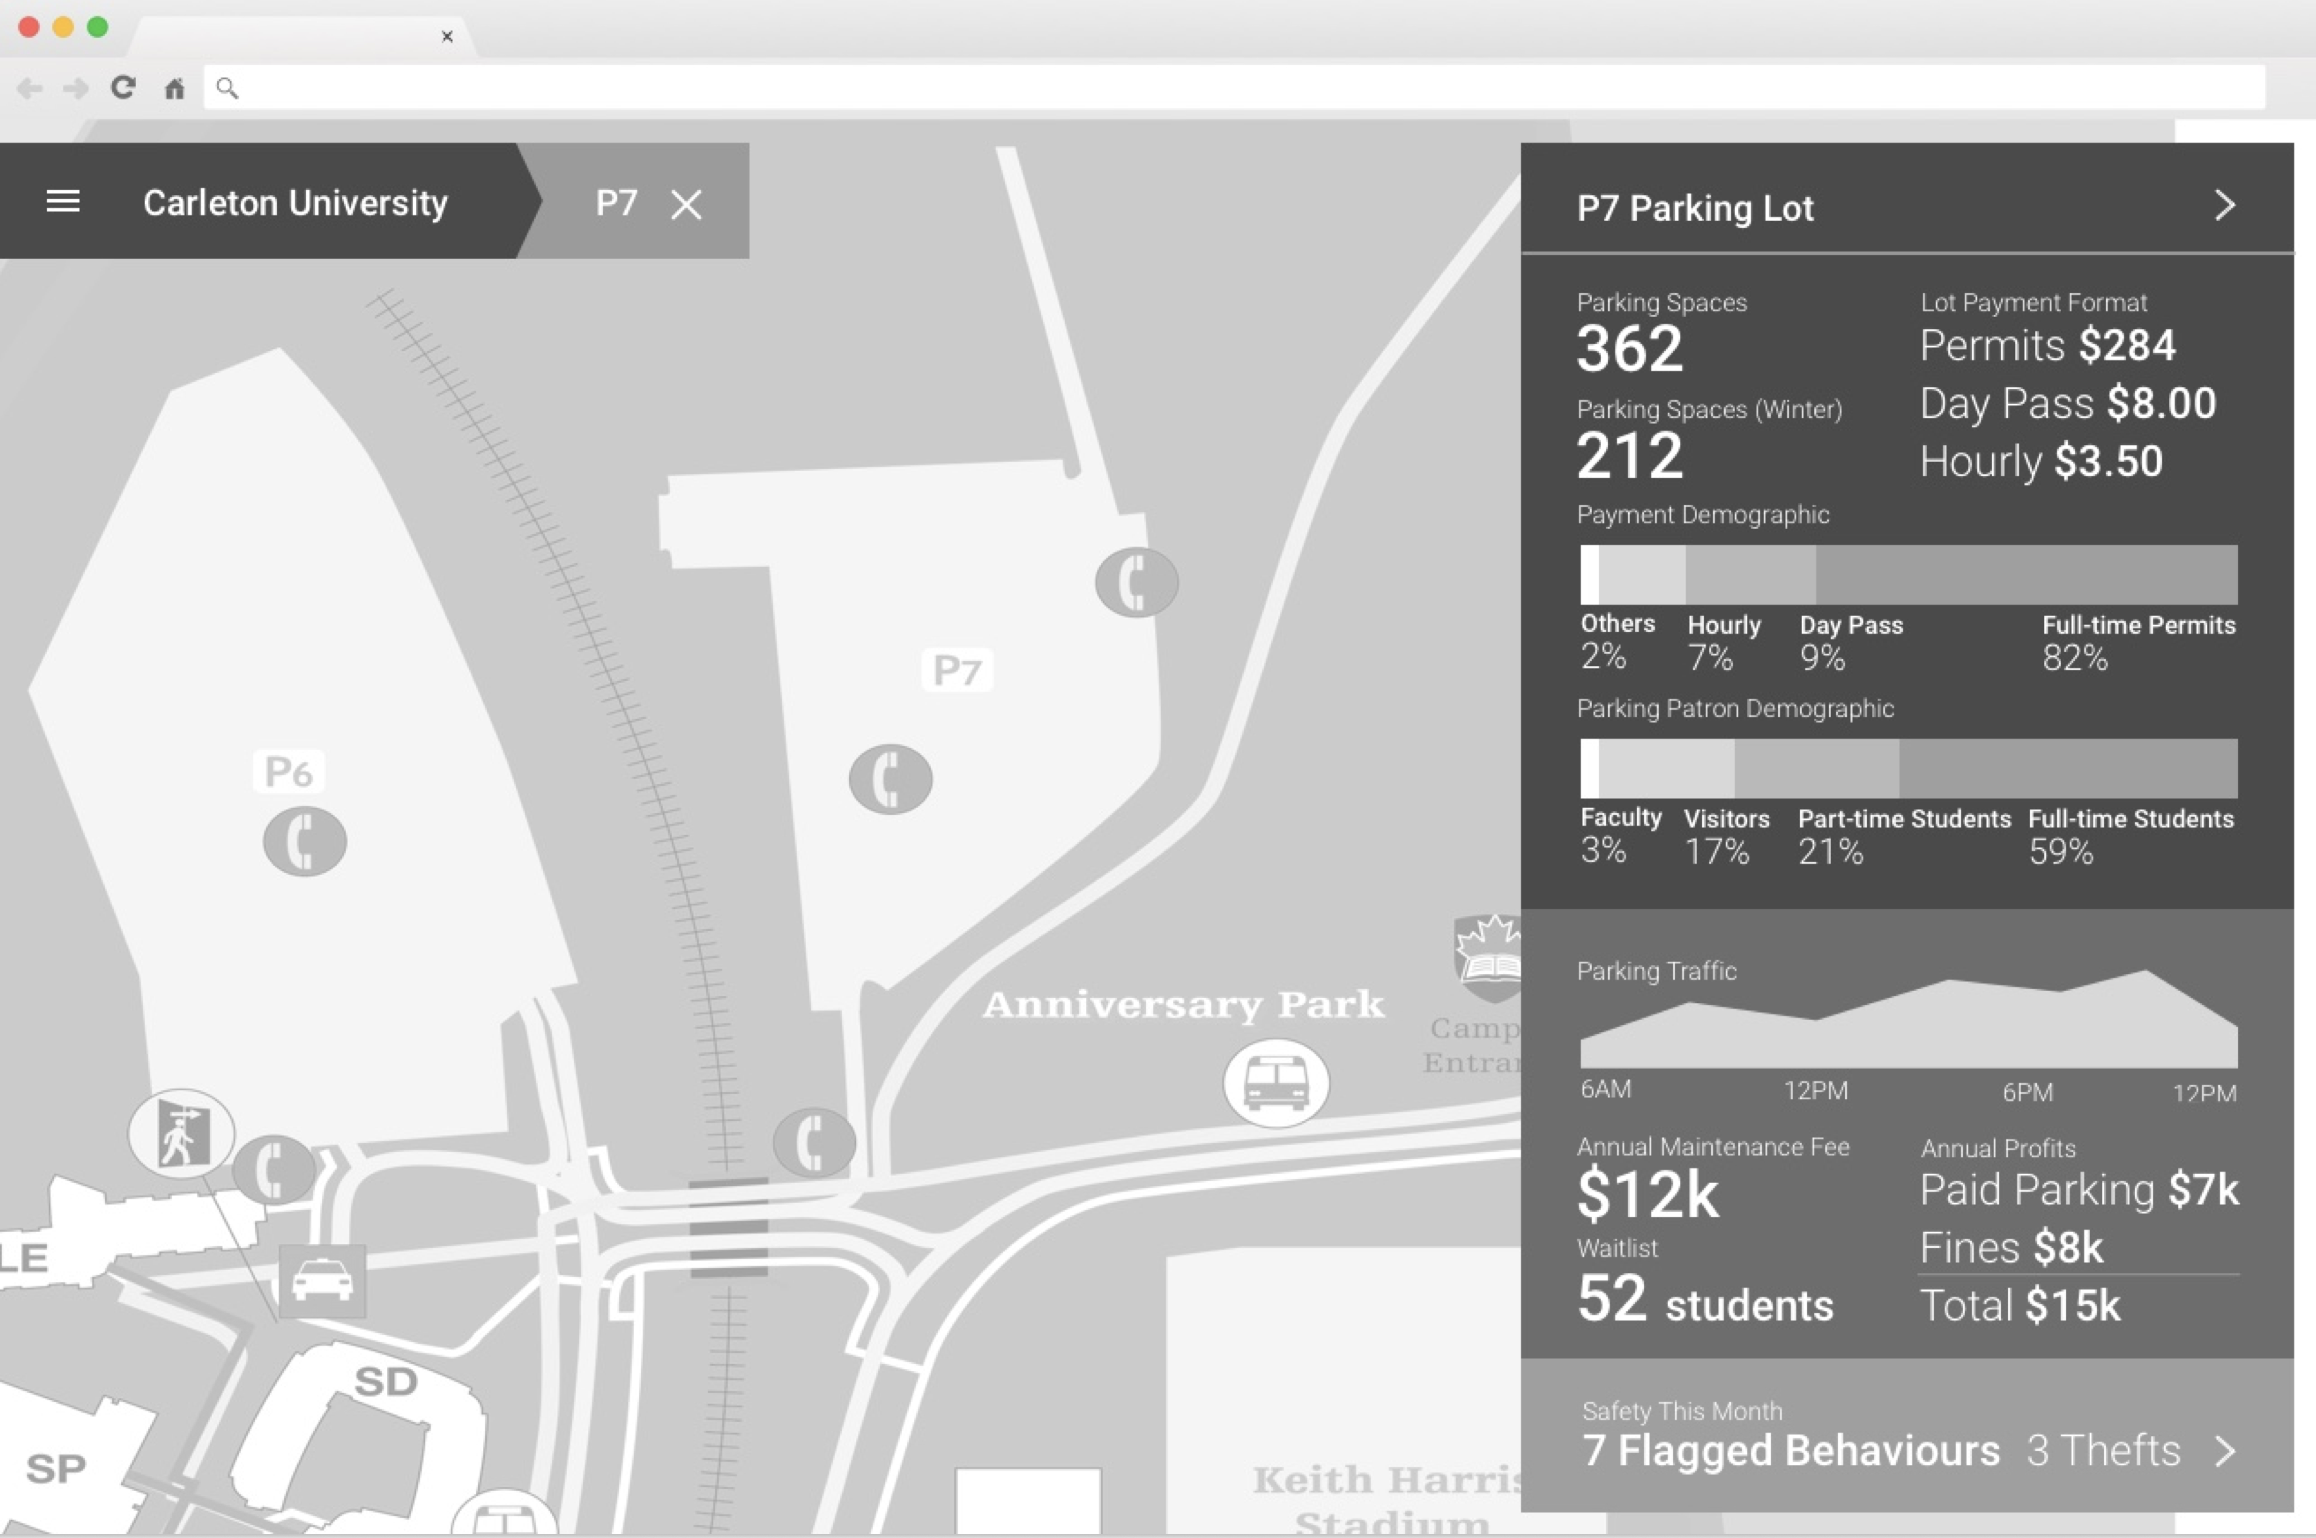 Carleton University
P7
P7 Parking Lot
Parking Spaces
362
Parking Spaces (Winter)
212
Lot Payment Format
Permits $284
Day Pass $8.00
Hourly $3.50
Payment Demographic
Others Hourly Day Pass Full-time Permits
2% 7% 9% 82%
Parking Patron Demographic
Faculty Visitors Part-time Students Full-time Students
3% 17% 21% 59%
Parking Traffic
6AM 12PM 6PM 12PM
Annual Maintenance Fee
$12k
Waitlist
52 students
Annual Profits
Paid Parking $7k
Fines $8k
Total $15k
Safety This Month
7 Flagged Behaviours 3 Thefts
P7
P6
Anniversary Park
Camp
Entra
LE
SD
SP
Keith Harris
Stadium